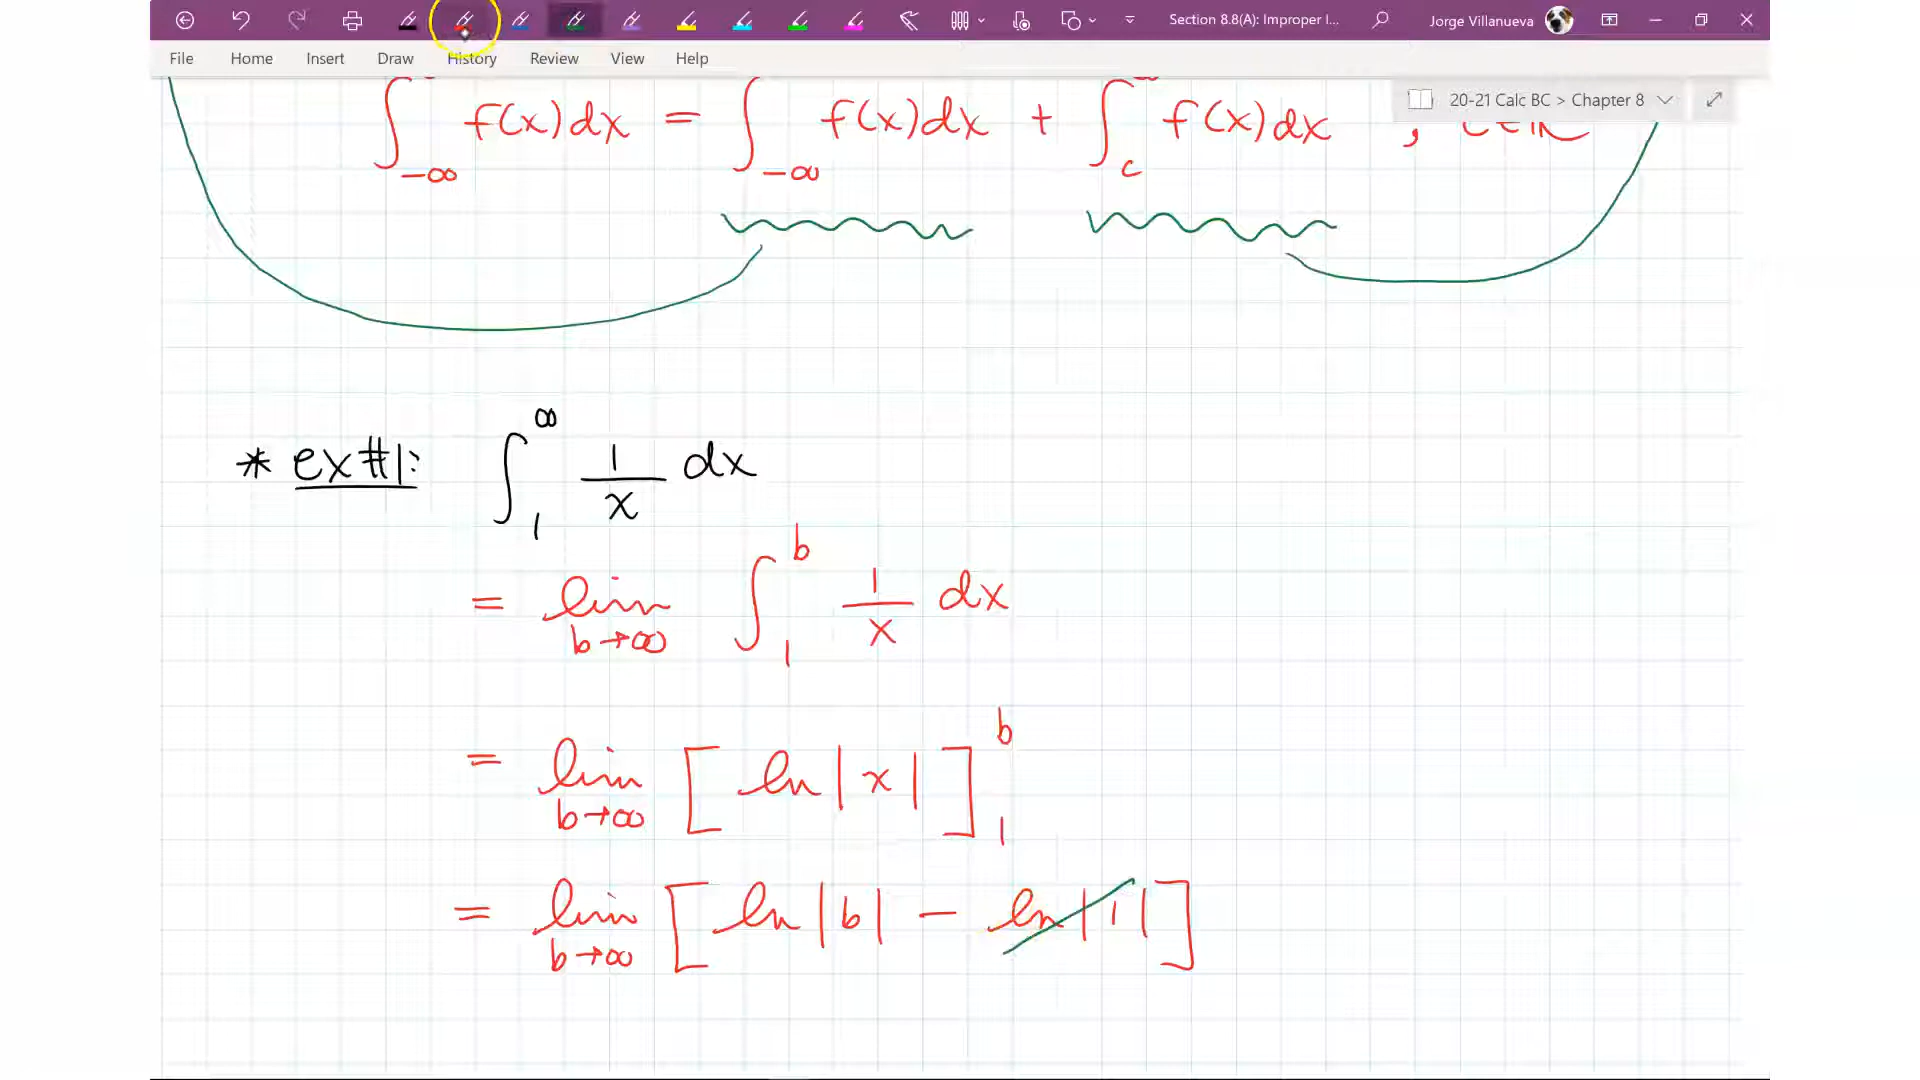 Section 8.8(A): Improper I...
Jorge Villanueva
File Home Insert Draw History Review View Help
20-21 Calc BC > Chapter 8
∫_{-∞} f(x)dx = ∫_{-∞} f(x)dx + ∫_c^∞ f(x)dx ,
* ex#1: ∫_1^∞ 1/x dx
= lim_{b→∞} ∫_1^b 1/x dx
= lim_{b→∞} [ ln|x| ]_1^b
= lim_{b→∞} [ ln|b| - ln|1| ]